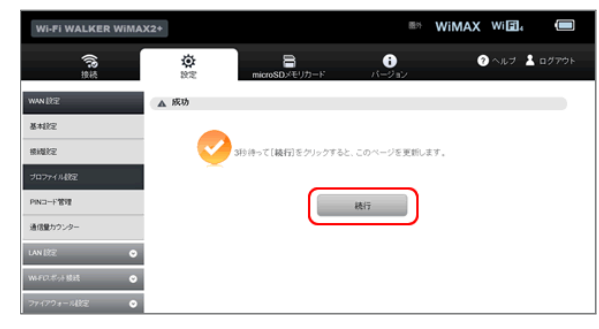 Wi-Fi WALKER WiMAX2+
圏外 WiMAX WiFi
接続
設定
microSDメモリカード
バージョン
? ヘルプ
ログアウト
WAN 設定
成功
基本設定
接続設定
プロファイル設定
PINコード管理
通信量カウンター
LAN 設定
Wi-Fiスポット接続
ファイアウォール設定
3秒待って[続行]をクリックすると、このページを更新します。
続行